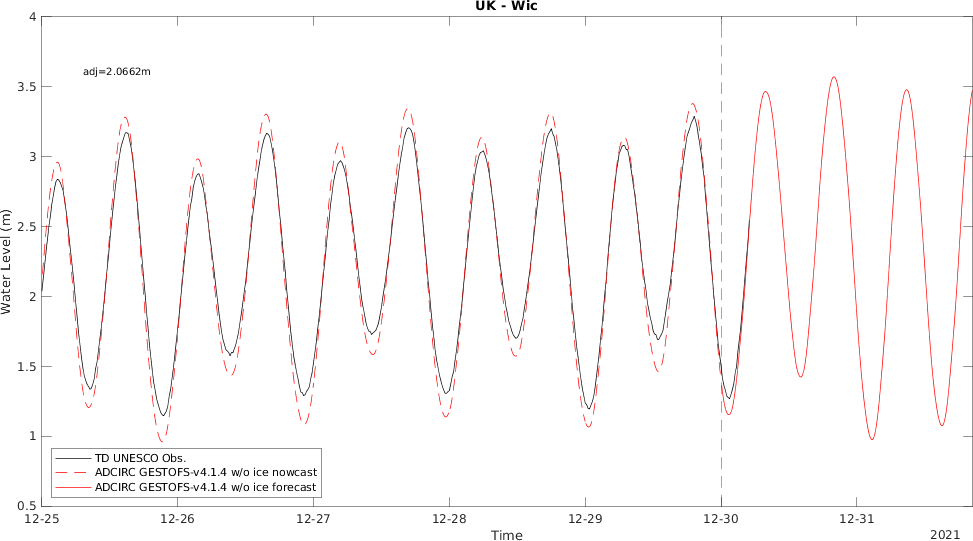 UK - Wic
4
adj=2.0662m
3.5
3
2.5
2
1.5
1
0.5
Water Level (m)
TD UNESCO Obs.
ADCIRC GESTOFS-v4.1.4 w/o ice nowcast
ADCIRC GESTOFS-v4.1.4 w/o ice forecast
12-25 12-26 12-27 12-28 12-29 12-30 12-31
Time
2021